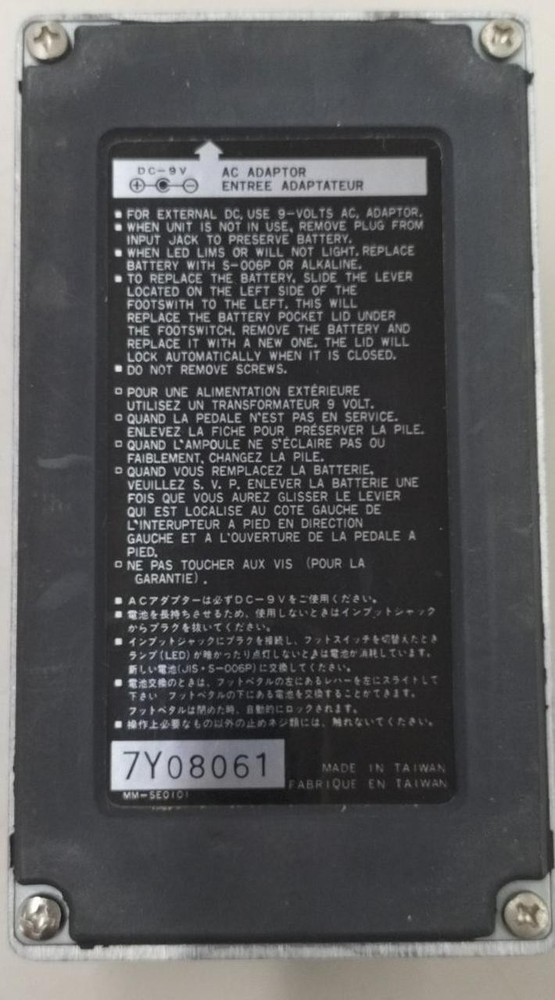 DC-9V
⊕ ⊖
AC ADAPTOR
ENTREE ADAPTATEUR
■ FOR EXTERNAL DC, USE 9-VOLTS AC, ADAPTOR.
■ WHEN UNIT IS NOT IN USE, REMOVE PLUG FROM
INPUT JACK TO PRESERVE BATTERY.
■ WHEN LED LIMS OR WILL NOT LIGHT, REPLACE
BATTERY WITH S-006P OR ALKALINE.
■ TO REPLACE THE BATTERY, SLIDE THE LEVER
LOCATED ON THE LEFT SIDE OF THE
FOOTSWITH TO THE LEFT, THIS WILL
REPLACE THE BATTERY POCKET LID UNDER
THE FOOTSWITCH. REMOVE THE BATTERY AND
REPLACE IT WITH A NEW ONE. THE LID WILL
LOCK AUTOMATICALLY WHEN IT IS CLOSED.
■ DO NOT REMOVE SCREWS.
□ POUR UNE ALIMENTATION EXTÉRIEURE
UTILISEZ UN TRANSFORMATEUR 9 VOLT.
□ QUAND LA PEDALE N'EST PAS EN SERVICE.
ENLEVEZ LA FICHE POUR PRÉSERVER LA PILE.
□ QUAND L'AMPOULE NE S'ÉCLAIRE PAS OU
FAIBLEMENT, CHANGEZ LA PILE.
□ QUAND VOUS REMPLACEZ LA BATTERIE,
VEUILLEZ S. V. P. ENLEVER LA BATTERIE UNE
FOIS QUE VOUS AUREZ GLISSER LE LEVIER
QUI EST LOCALISE AU COTE GAUCHE DE
L'INTERUPTEUR A PIED EN DIRECTION
GAUCHE ET A L'OUVERTURE DE LA PEDALE A
PIED.
□ NE PAS TOUCHER AUX VIS (POUR LA
GARANTIE).
■ ACアダプターは必ずDC-9Vをご使用ください。
■ 電池を長持ちさせるため、使用しないときはインプットジャック
からプラグを抜いてください。
■ インプットジャックにプラグを接続し、フットスイッチを切替えたとき
ランプ(LED)が暗かったり点灯しないときは電池が消耗しています。
新しい電池(JIS・S-006P)に交換してください。
■ 電池交換のときは、フットペタルの左にあるレバーを左にスライトして
下さい フットペタルの下にある電池を交換することができます。
フットペタルは閉めた時、自動的にロックされます。
■ 操作上必要なもの以外の止めネジ類には、触れないてください。
7Y08061
MM-SE0101
MADE IN TAIWAN
FABRIQUE EN TAIWAN